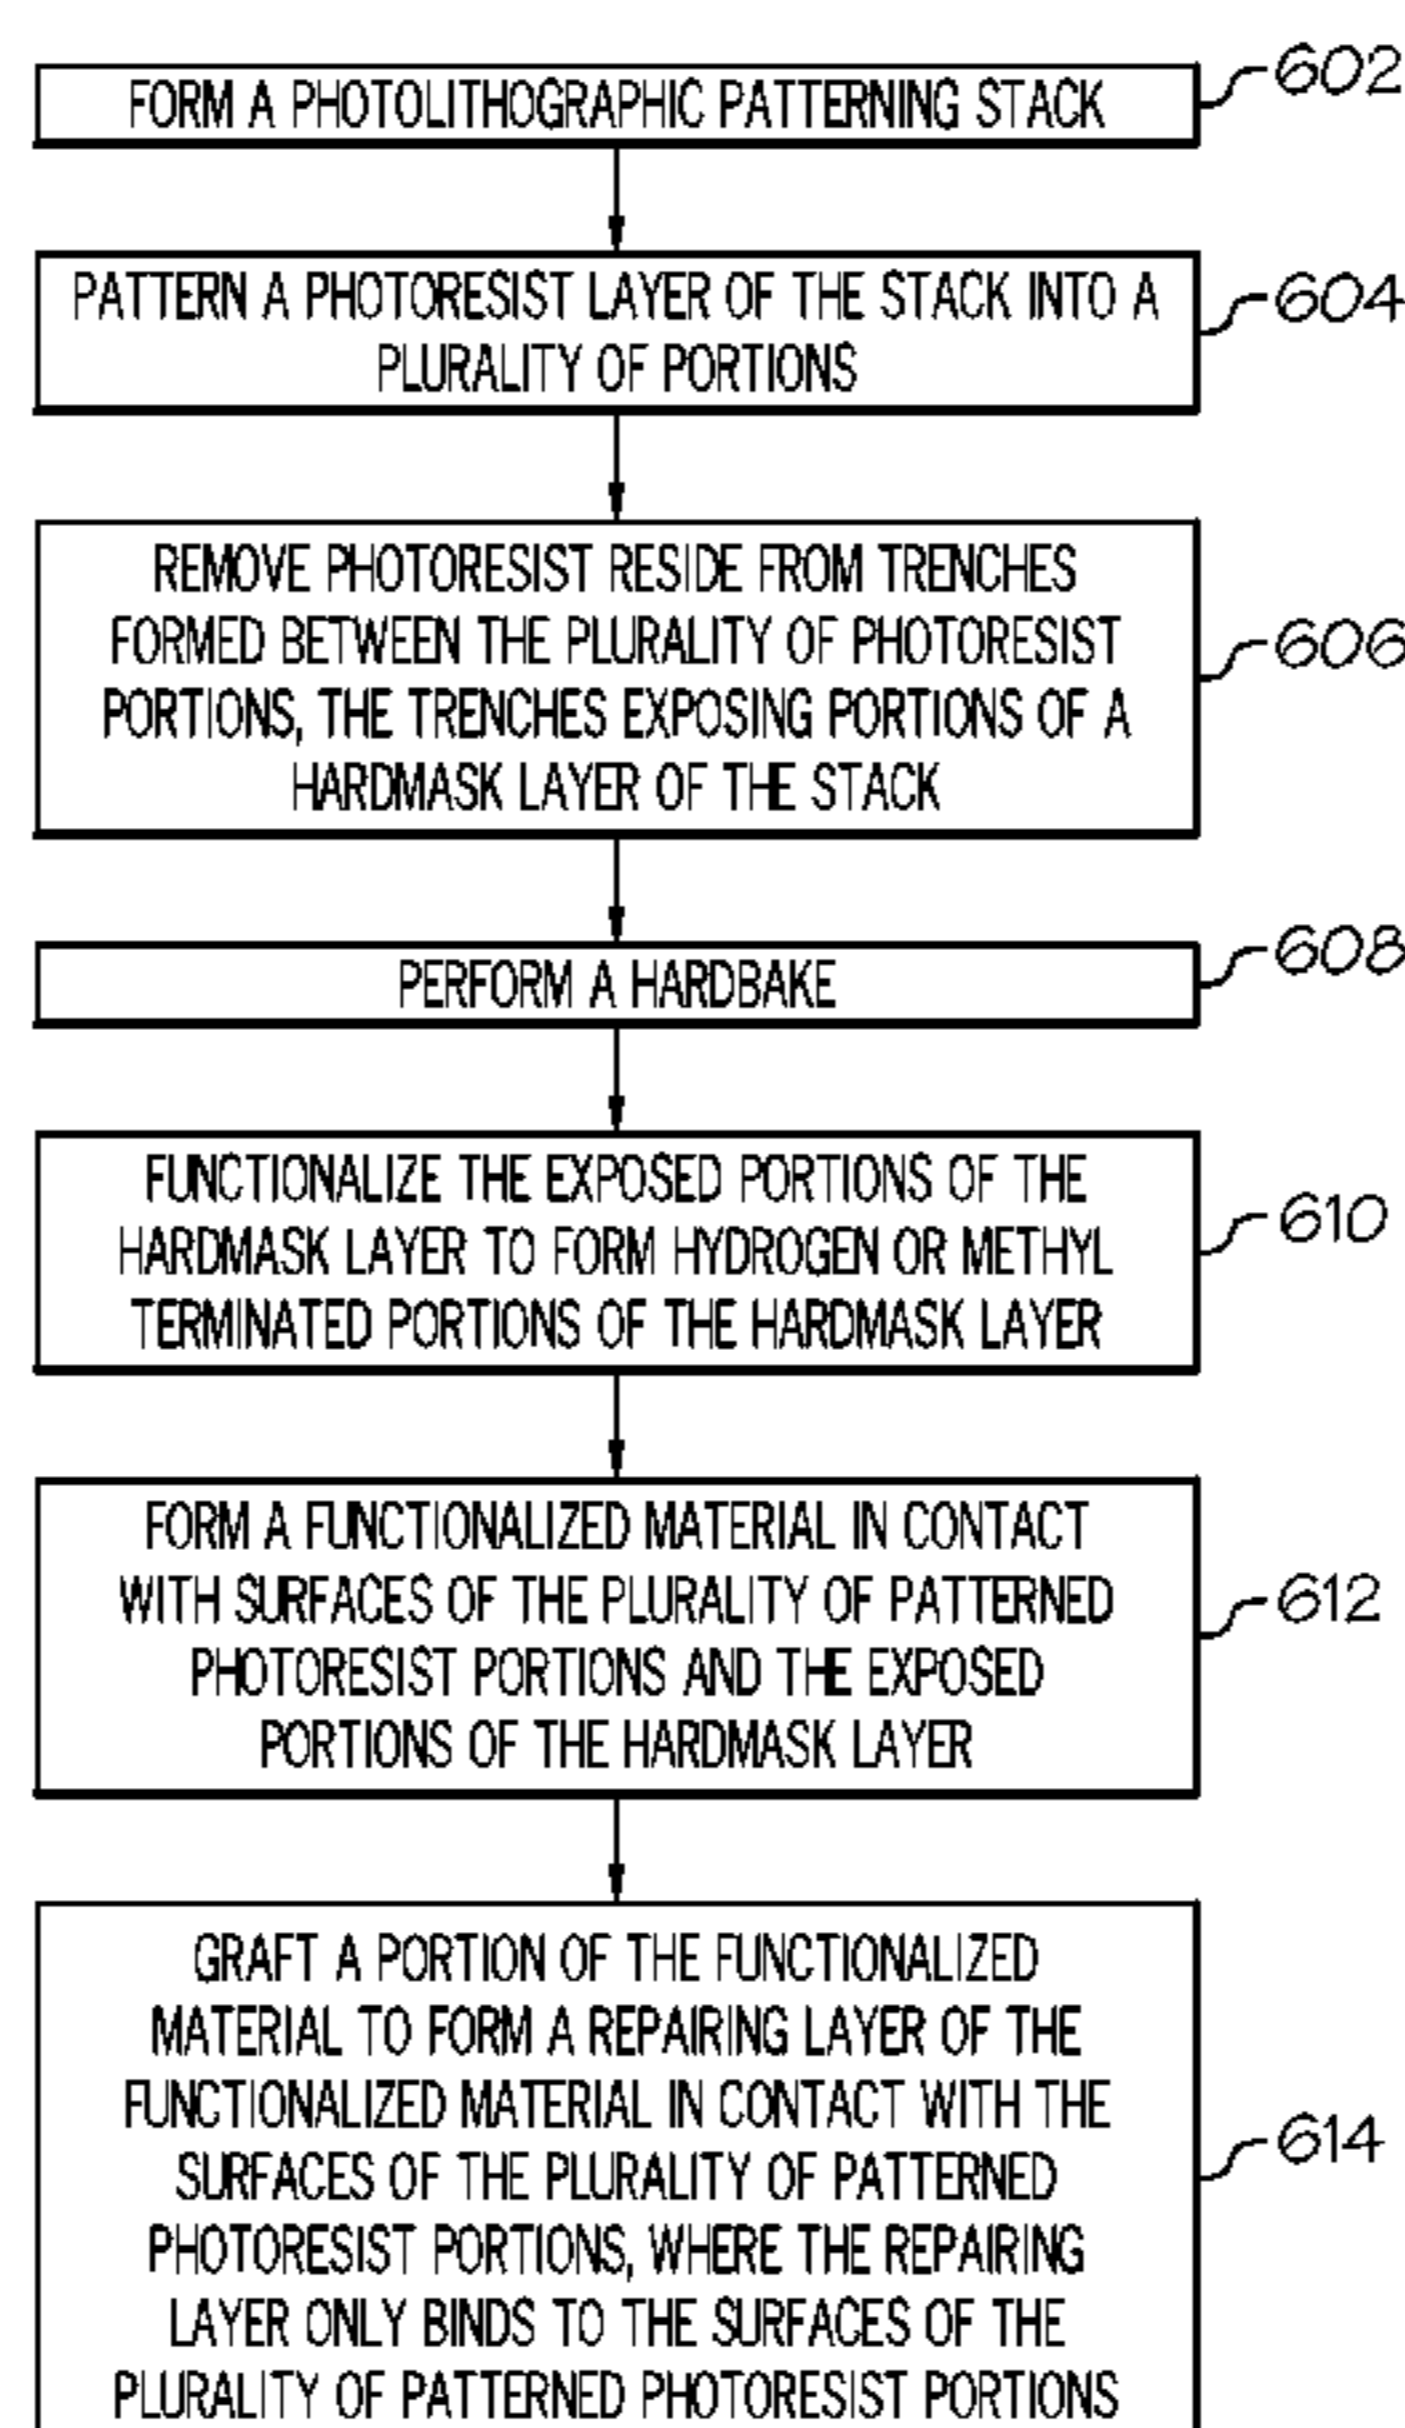 FORM A PHOTOLITHOGRAPHIC PATTERNING STACK
602
PATTERN A PHOTORESIST LAYER OF THE STACK INTO A
PLURALITY OF PORTIONS
604
REMOVE PHOTORESIST RESIDE FROM TRENCHES
FORMED BETWEEN THE PLURALITY OF PHOTORESIST
PORTIONS, THE TRENCHES EXPOSING PORTIONS OF A
HARDMASK LAYER OF THE STACK
606
PERFORM A HARDBAKE
608
FUNCTIONALIZE THE EXPOSED PORTIONS OF THE
HARDMASK LAYER TO FORM HYDROGEN OR METHYL
TERMINATED PORTIONS OF THE HARDMASK LAYER
610
FORM A FUNCTIONALIZED MATERIAL IN CONTACT
WITH SURFACES OF THE PLURALITY OF PATTERNED
PHOTORESIST PORTIONS AND THE EXPOSED
PORTIONS OF THE HARDMASK LAYER
612
GRAFT A PORTION OF THE FUNCTIONALIZED
MATERIAL TO FORM A REPAIRING LAYER OF THE
FUNCTIONALIZED MATERIAL IN CONTACT WITH THE
SURFACES OF THE PLURALITY OF PATTERNED
PHOTORESIST PORTIONS, WHERE THE REPAIRING
LAYER ONLY BINDS TO THE SURFACES OF THE
PLURALITY OF PATTERNED PHOTORESIST PORTIONS
614